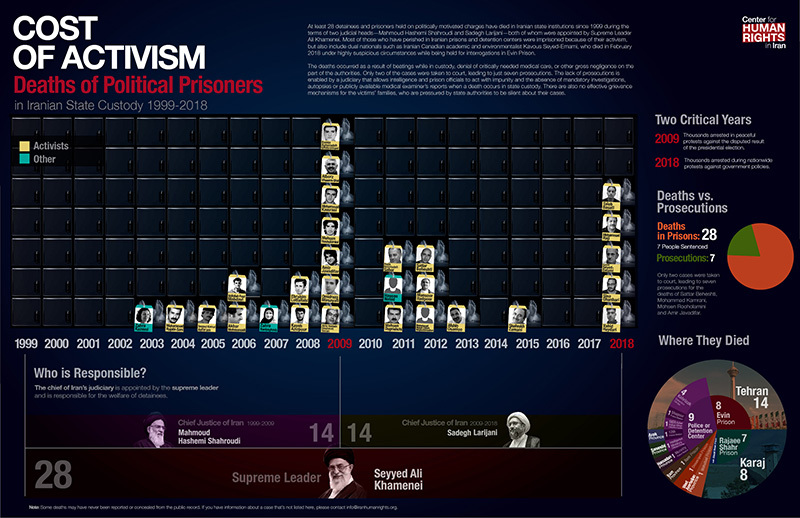 COST
OF ACTIVISM
Deaths of Political Prisoners
in Iranian State Custody 1999-2018
At least 28 detainees and prisoners held on politically motivated charges have died in Iranian state institutions since 1999 during the
terms of two judicial heads—Mahmoud Hashemi Shahroudi and Sadegh Larijani—both of whom were appointed by Supreme Leader
Ali Khamenei. Most of those who have perished in Iranian prisons and detention centers were imprisoned because of their activism,
but also include dual nationals such as Iranian Canadian academic and environmentalist Kavous Seyed-Emami, who died in February
2018 under highly suspicious circumstances while being held for interrogations in Evin Prison.
The deaths occurred as a result of beatings while in custody, denial of critically needed medical care, or other gross negligence on the
part of the authorities. Only two of the cases were taken to court, leading to just seven prosecutions. The lack of prosecutions is
enabled by a judiciary that allows intelligence and prison officials to act with impunity and the absence of mandatory investigations,
autopsies or publicly available medical examiner's reports when a death occurs in state custody. There are also no effective grievance
mechanisms for the victims' families, who are pressured by state authorities to be silent about their cases.
Center for
HUMAN
RIGHTS
in Iran
Activists
Other
1999 2000 2001 2002 2003 2004 2005 2006 2007 2008 2009 2010 2011 2012 2013 2014 2015 2016 2017 2018
Two Critical Years
2009 Thousands arrested in peaceful
protests against the disputed result
of the presidential election.
2018 Thousands arrested during nationwide
protests against government policies.
Deaths vs.
Prosecutions
Deaths
in Prisons: 28
7 People Sentenced
Prosecutions: 7
Only two cases were taken
to court, leading to seven
prosecutions for the
deaths of Sattar Beheshti,
Mohammad Kamrani,
Mohsen Rooholamini
and Amir Javadifar.
Where They Died
Tehran
14
8
Evin
Prison
9
Police or
Detention
Center
Rajaee 7
Shahr
Prison
Karaj
8
Who is Responsible?
The chief of Iran's judiciary is appointed by the supreme leader
and is responsible for the welfare of detainees.
Chief Justice of Iran 1999-2009
Mahmoud
Hashemi Shahroudi
14
14
Chief Justice of Iran 2009-2018
Sadegh Larijani
28
Supreme Leader
Seyyed Ali
Khamenei
Note: Some deaths may have never been reported or concealed from the public record. If you have information about a case that's not listed here, please contact info@iranhumanrights.org.